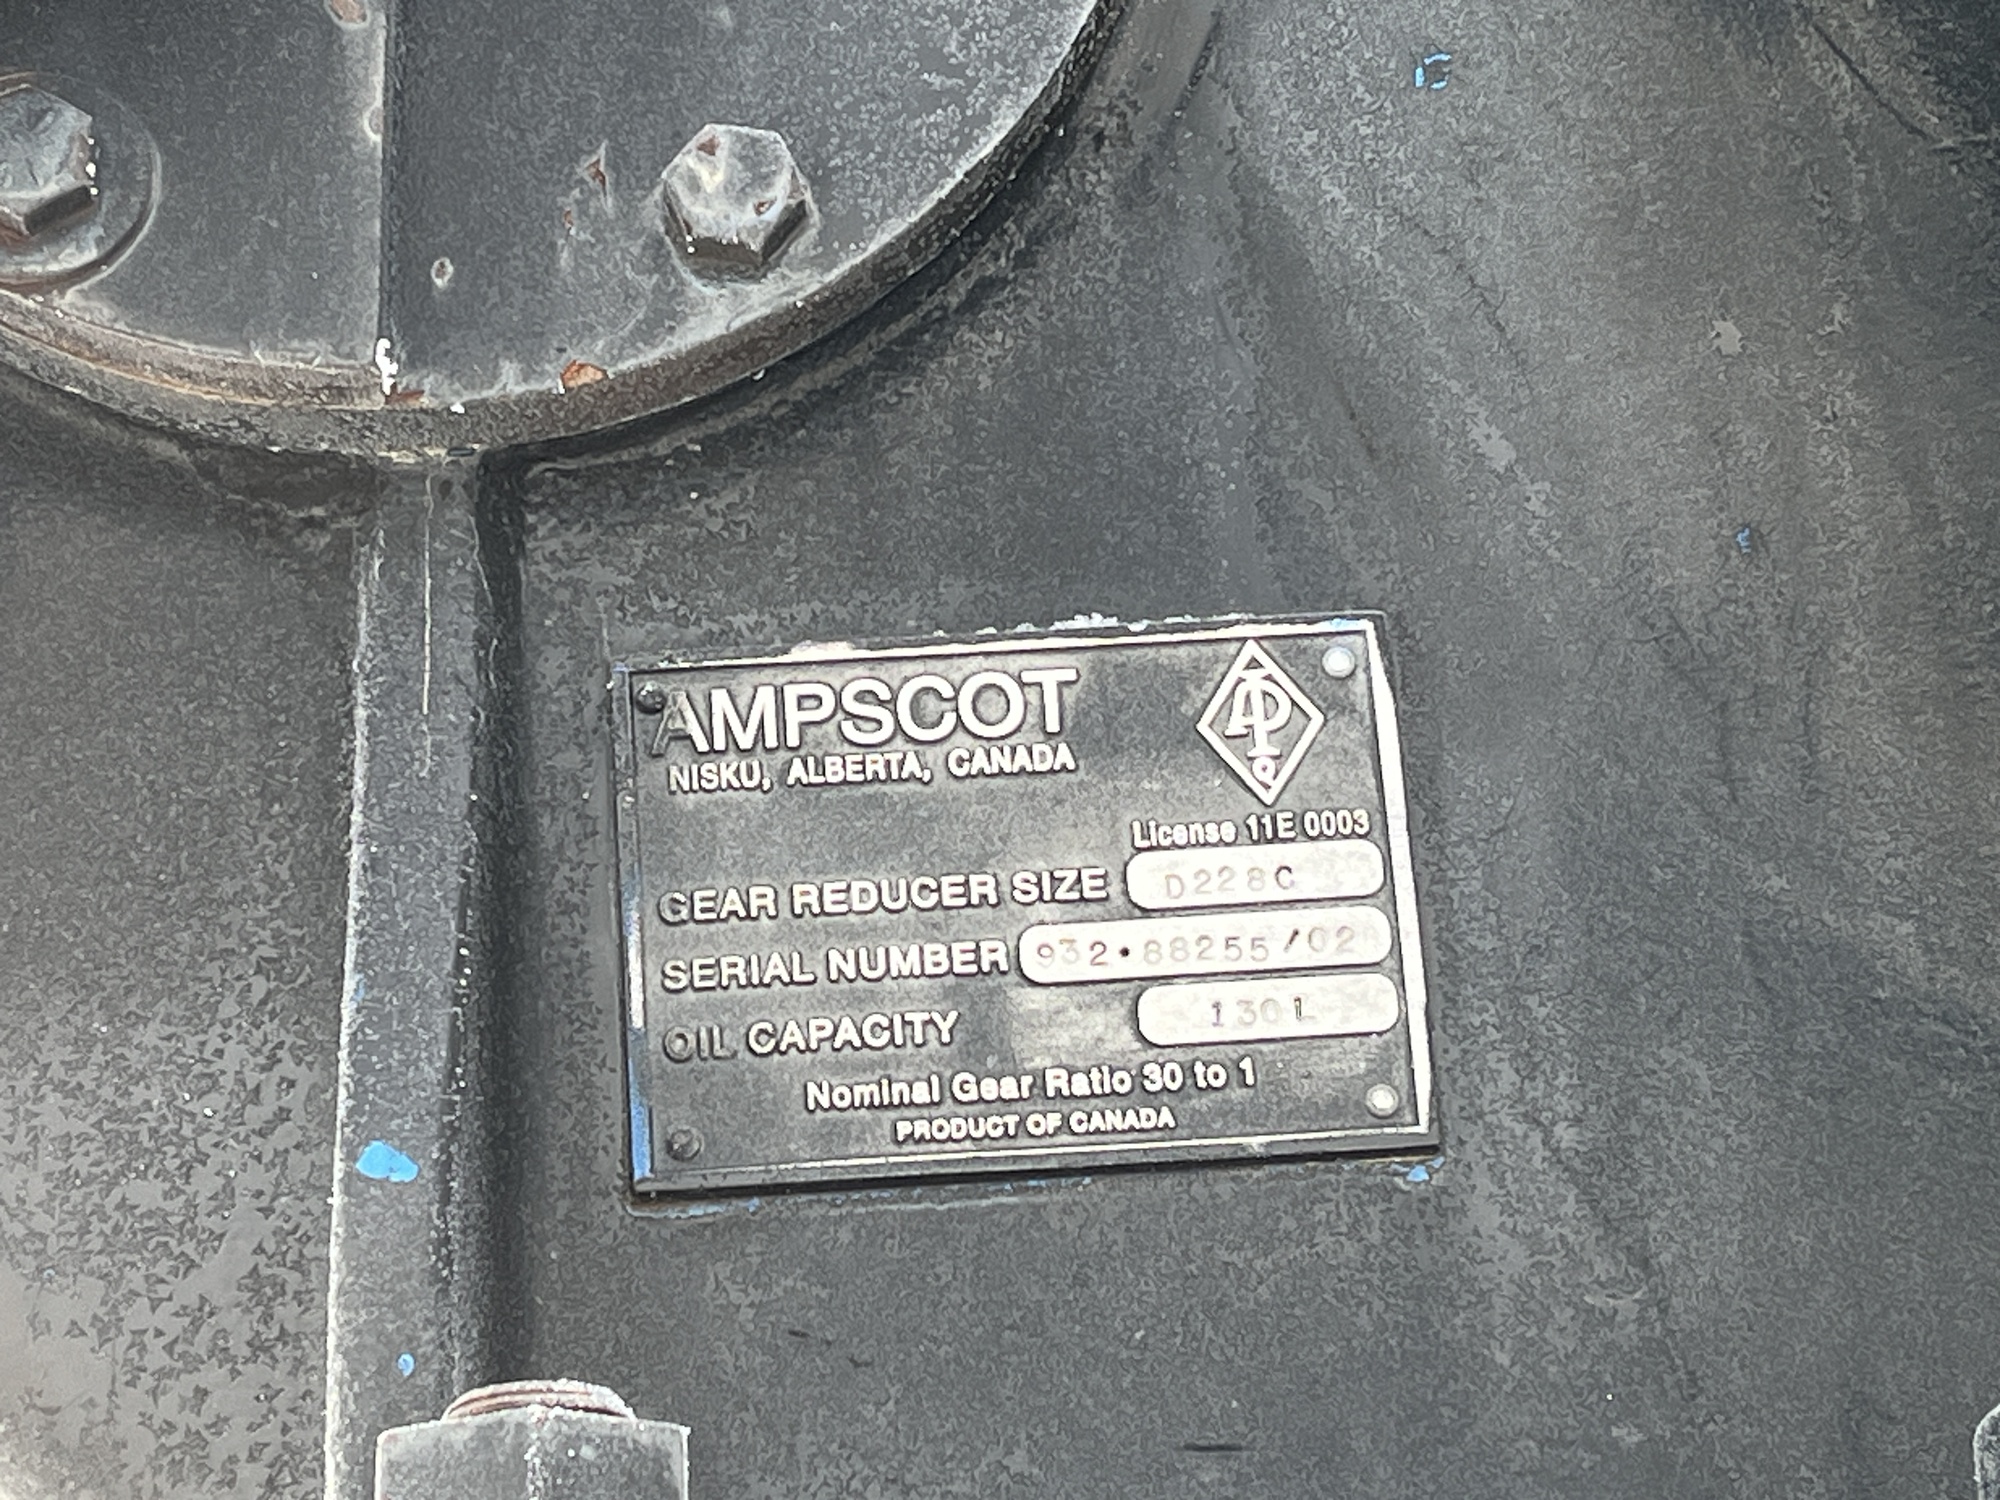 AMPSCOT
NISKU, ALBERTA, CANADA
API
Q
License 11E 0003
GEAR REDUCER SIZE D228C
SERIAL NUMBER 932·88255/02
OIL CAPACITY 130L
Nominal Gear Ratio 30 to 1
PRODUCT OF CANADA